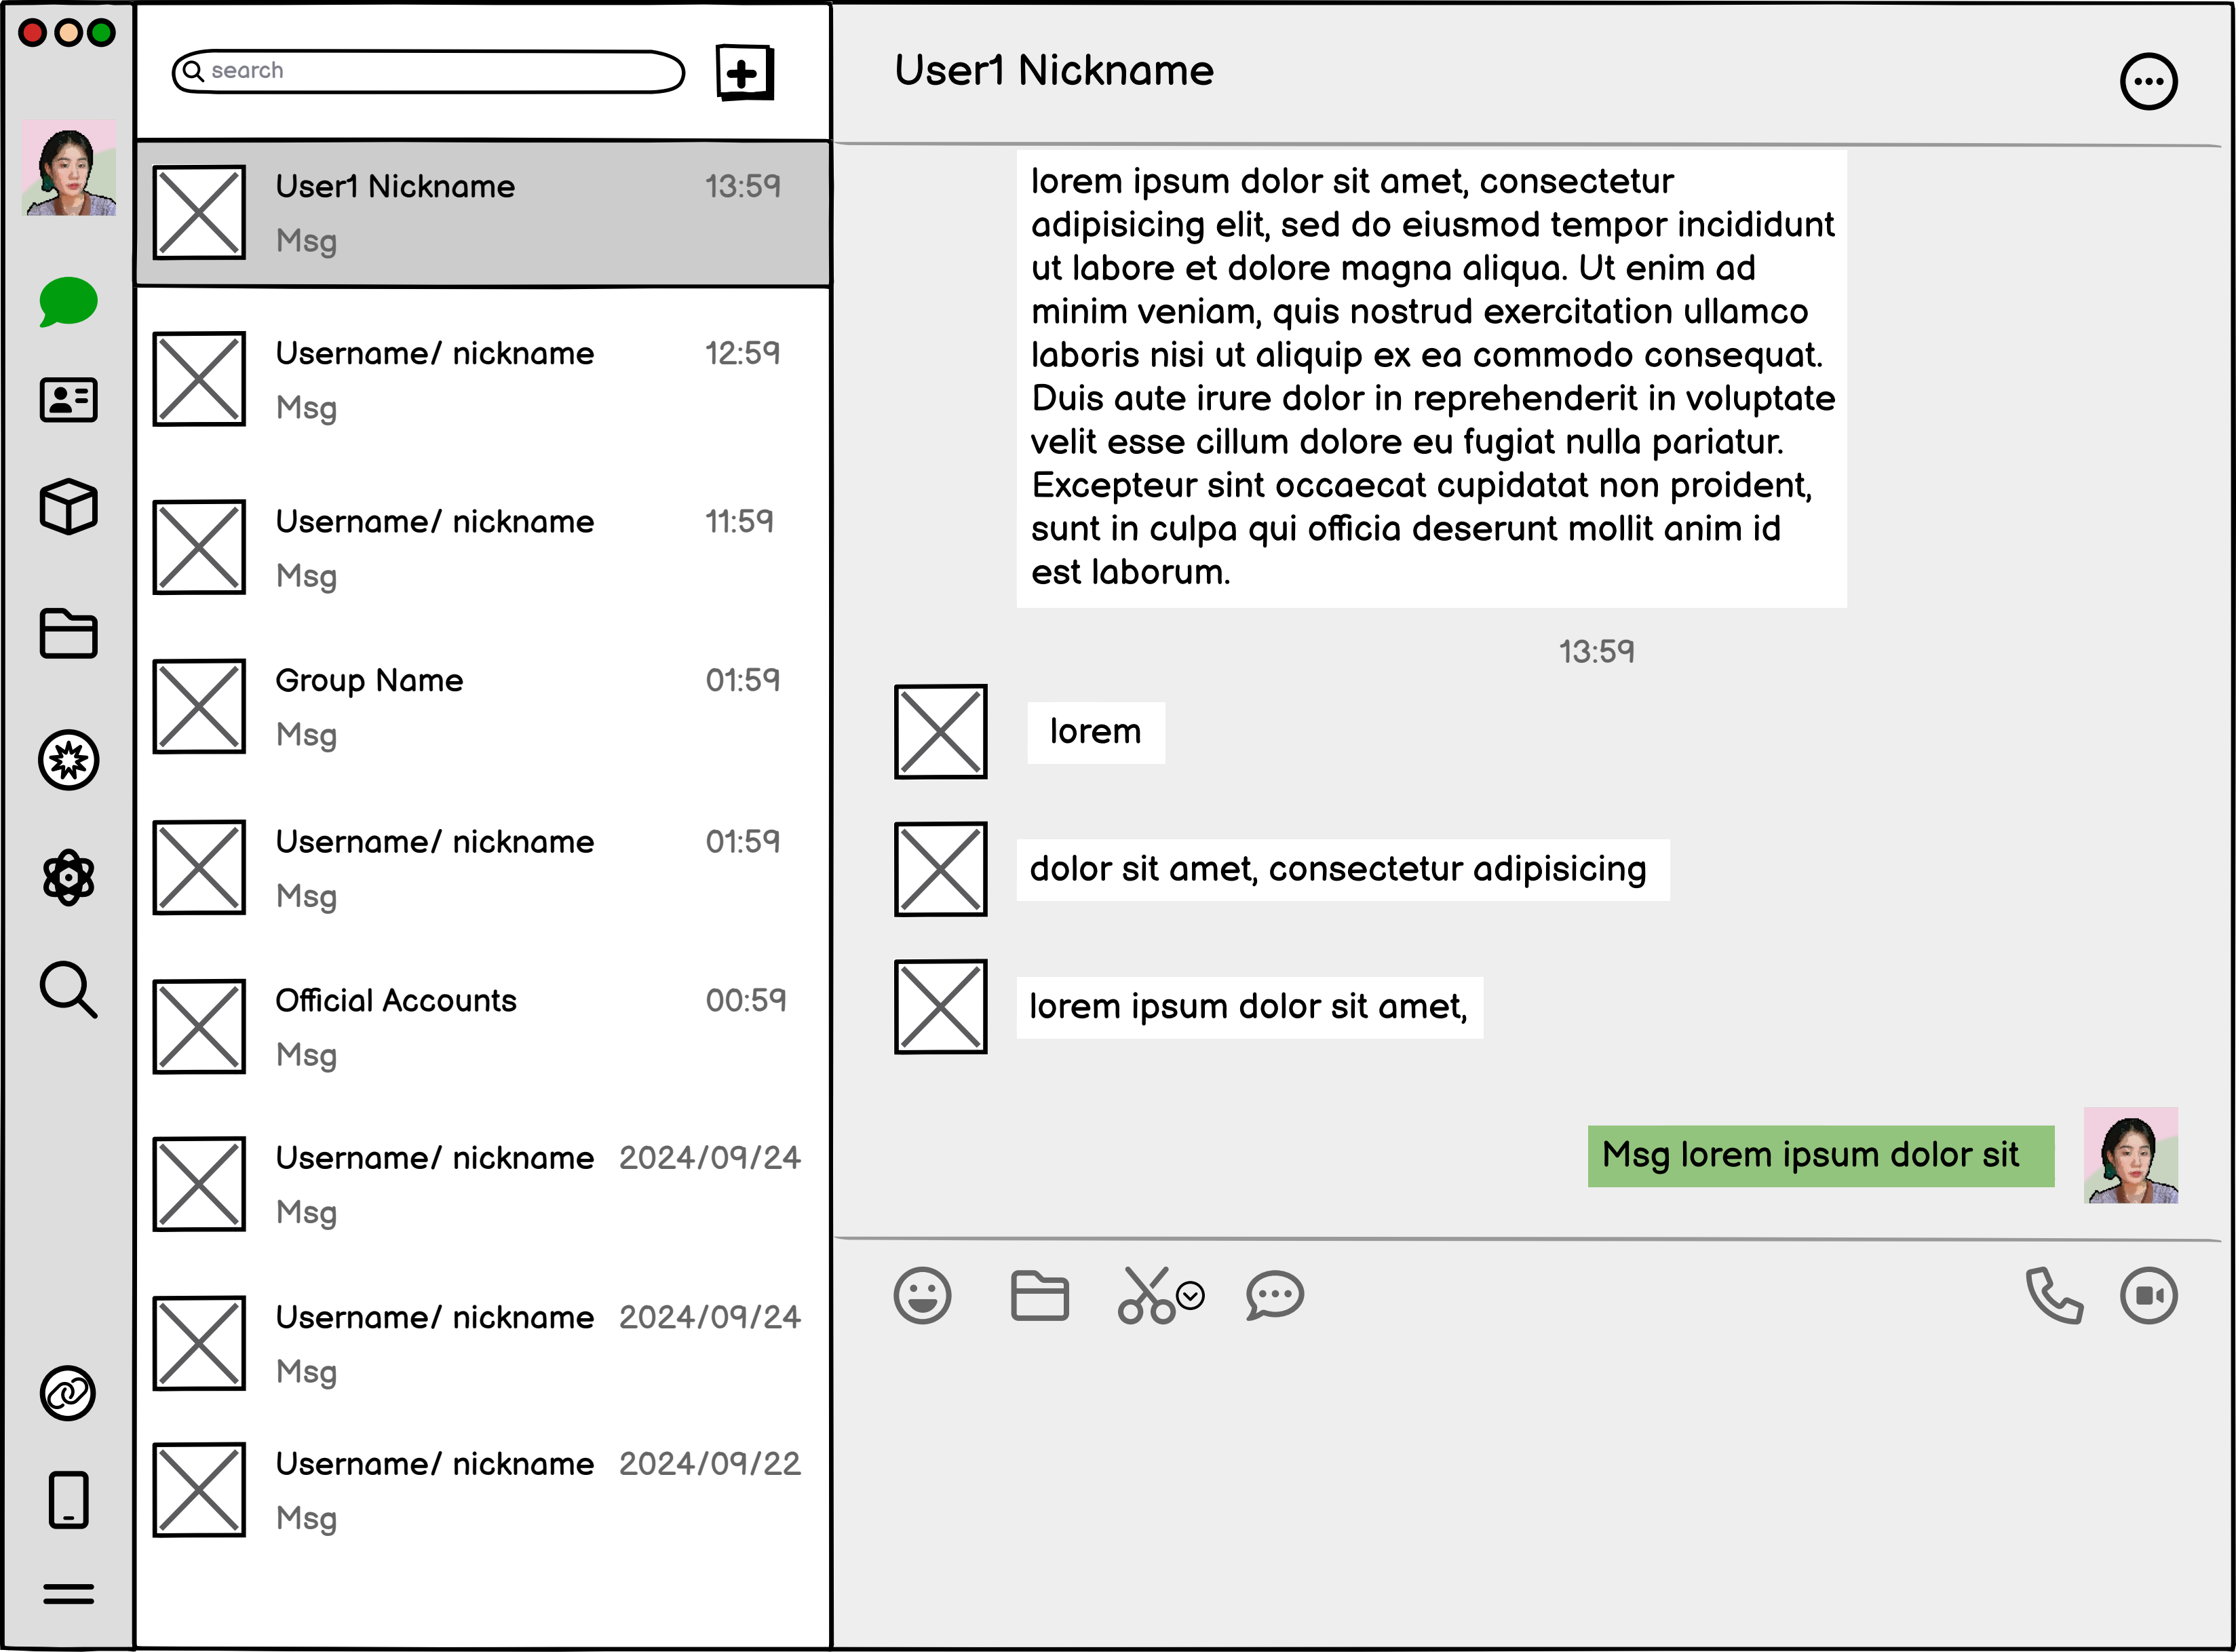 search
User1 Nickname
13:59
Msg
Username/ nickname
12:59
Msg
Username/ nickname
11:59
Msg
Group Name
01:59
Msg
Username/ nickname
01:59
Msg
Official Accounts
00:59
Msg
Username/ nickname
2024/09/24
Msg
Username/ nickname
2024/09/24
Msg
Username/ nickname
2024/09/22
Msg
User1 Nickname
lorem ipsum dolor sit amet, consectetur
adipisicing elit, sed do eiusmod tempor incididunt
ut labore et dolore magna aliqua. Ut enim ad
minim veniam, quis nostrud exercitation ullamco
laboris nisi ut aliquip ex ea commodo consequat.
Duis aute irure dolor in reprehenderit in voluptate
velit esse cillum dolore eu fugiat nulla pariatur.
Excepteur sint occaecat cupidatat non proident,
sunt in culpa qui officia deserunt mollit anim id
est laborum.
13:59
lorem
dolor sit amet, consectetur adipisicing
lorem ipsum dolor sit amet,
Msg lorem ipsum dolor sit